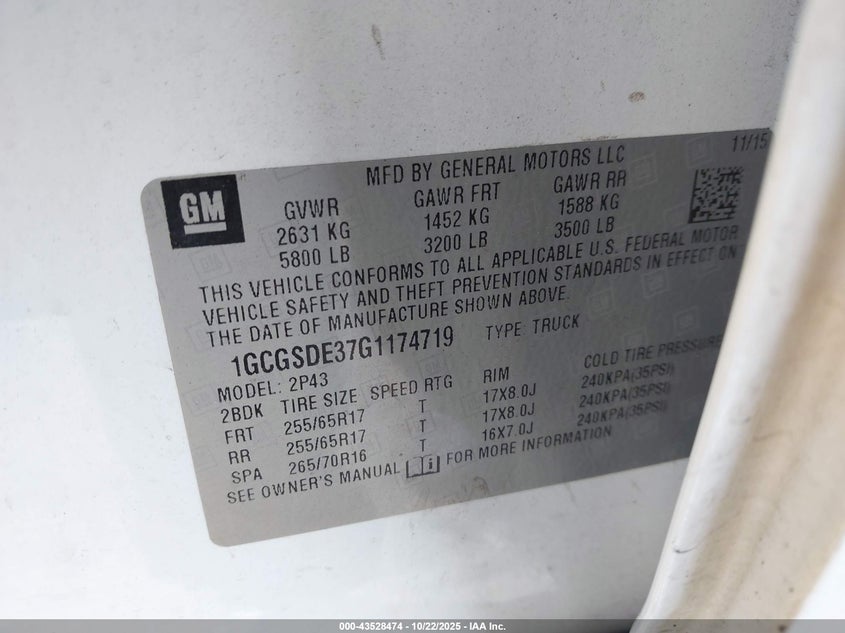 GM
MFD BY GENERAL MOTORS LLC
11/15
GVWR GAWR FRT GAWR RR
2631 KG 1452 KG 1588 KG
5800 LB 3200 LB 3500 LB
THIS VEHICLE CONFORMS TO ALL APPLICABLE U.S. FEDERAL MOTOR
VEHICLE SAFETY AND THEFT PREVENTION STANDARDS IN EFFECT ON
THE DATE OF MANUFACTURE SHOWN ABOVE.
1GCGSDE37G1174719 TYPE: TRUCK
MODEL: 2P43
2BDK TIRE SIZE SPEED RTG RIM COLD TIRE PRESSURE
FRT 255/65R17 T 17X8.0J 240KPA(35PSI)
RR 255/65R17 T 17X8.0J 240KPA(35PSI)
SPA 265/70R16 T 16X7.0J 240KPA(35PSI)
SEE OWNER'S MANUAL FOR MORE INFORMATION
000-43528474 - 10/22/2025 - IAA Inc.